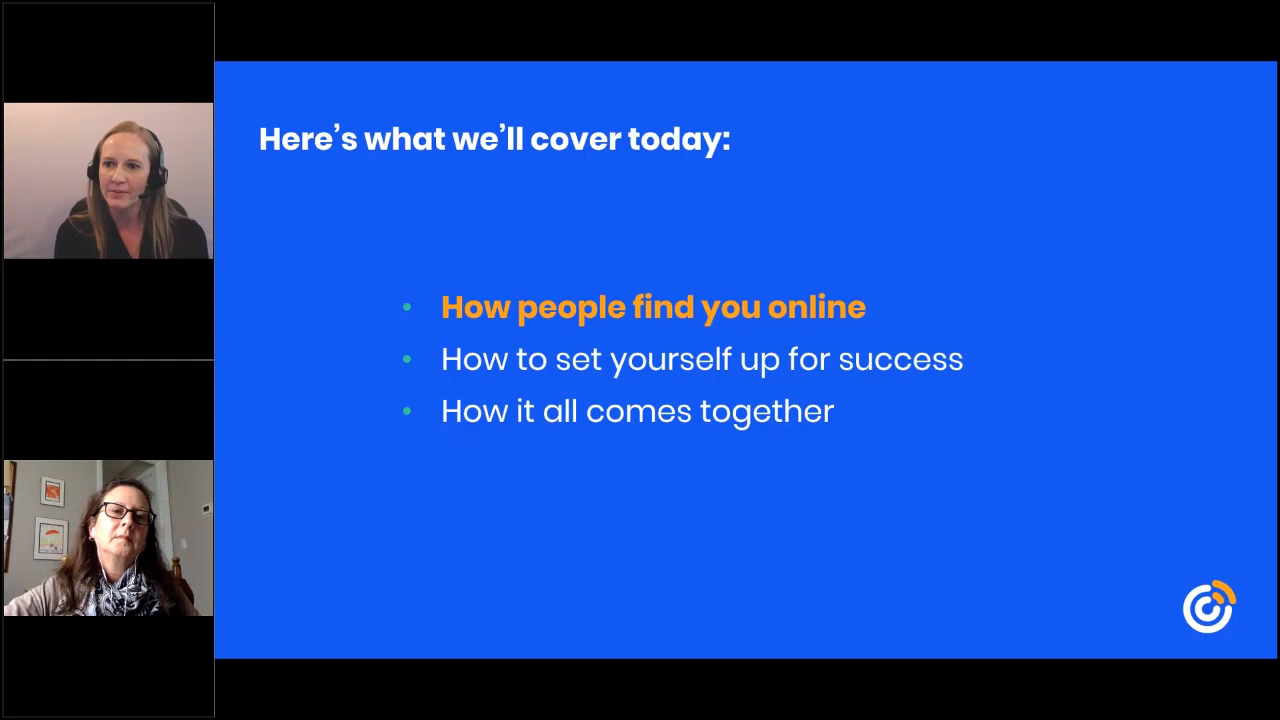 Here’s what we’ll cover today:
• How people find you online
• How to set yourself up for success
• How it all comes together